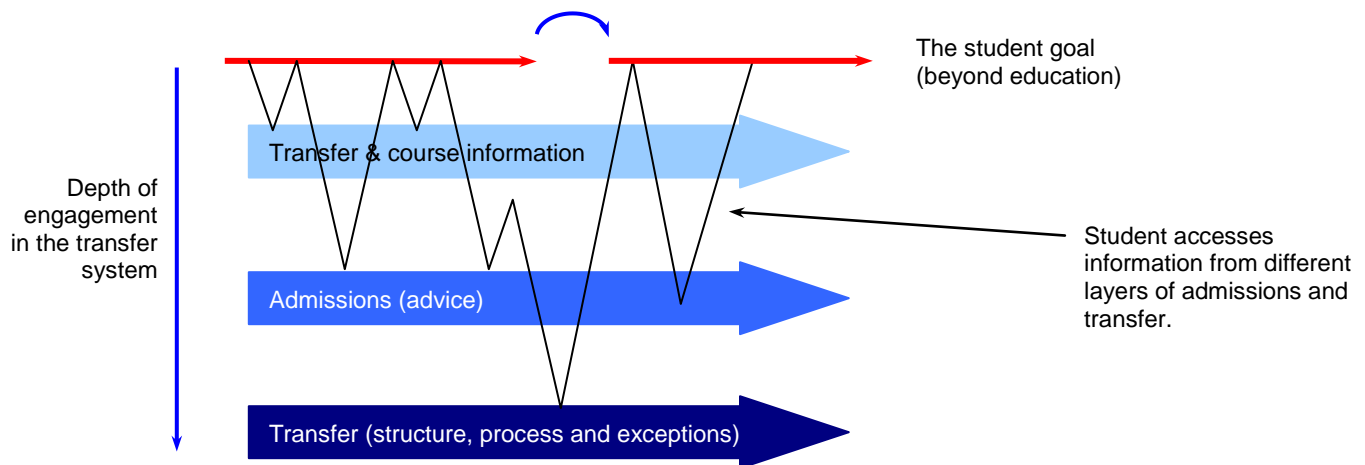 The student goal
(beyond education)
Transfer & course information
Depth of
engagement
in the transfer
system
Student accesses
information from different
layers of admissions and
transfer.
Admissions (advice)
Transfer (structure, process and exceptions)